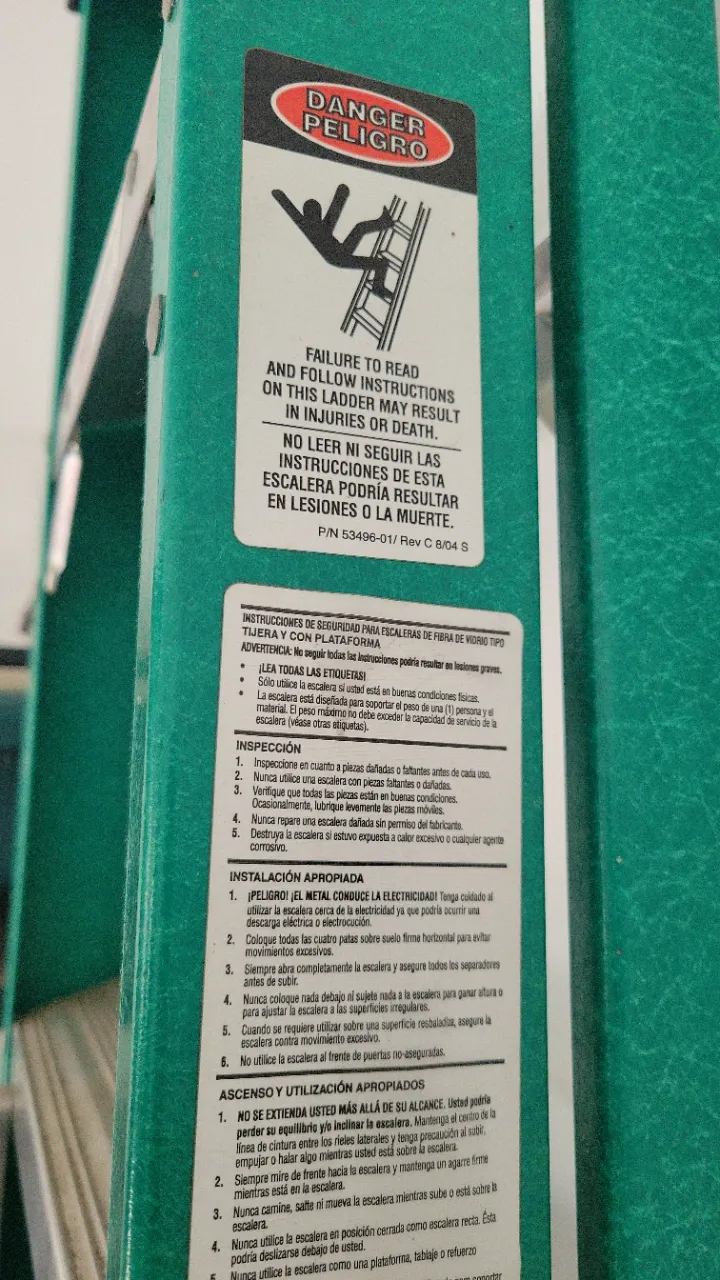 DANGER
PELIGRO
FAILURE TO READ
AND FOLLOW INSTRUCTIONS
ON THIS LADDER MAY RESULT
IN INJURIES OR DEATH.
NO LEER NI SEGUIR LAS
INSTRUCCIONES DE ESTA
ESCALERA PODRÍA RESULTAR
EN LESIONES O LA MUERTE.
P/N 53496-01/ Rev C 8/04 S
INSTRUCCIONES DE SEGURIDAD PARA ESCALERAS DE FIBRA DE VIDRIO TIPO
TIJERA Y CON PLATAFORMA
ADVERTENCIA: No seguir todas las instrucciones podría resultar en lesiones graves.
• ¡LEA TODAS LAS ETIQUETAS!
• Sólo utilice la escalera si usted está en buenas condiciones físicas.
• La escalera está diseñada para soportar el peso de una (1) persona y el
material. El peso máximo no debe exceder la capacidad de servicio de la
escalera (véase otras etiquetas).
INSPECCIÓN
1. Inspeccione en cuanto a piezas dañadas o faltantes antes de cada uso.
2. Nunca utilice una escalera con piezas faltantes o dañadas.
3. Verifique que todas las piezas están en buenas condiciones.
Ocasionalmente, lubrique levemente las piezas móviles.
4. Nunca repare una escalera dañada sin permiso del fabricante.
5. Destruya la escalera si estuvo expuesta a calor excesivo o cualquier agente
corrosivo.
INSTALACIÓN APROPIADA
1. ¡PELIGRO! ¡EL METAL CONDUCE LA ELECTRICIDAD! Tenga cuidado al
utilizar la escalera cerca de la electricidad ya que podría ocurrir una
descarga eléctrica o electrocución.
2. Coloque todas las cuatro patas sobre suelo firme horizontal para evitar
movimientos excesivos.
3. Siempre abra completamente la escalera y asegure todos los separadores
antes de subir.
4. Nunca coloque nada debajo ni sujete nada a la escalera para ganar altura o
para ajustar la escalera a las superficies irregulares.
5. Cuando se requiere utilizar sobre una superficie resbaladiza, asegure la
escalera contra movimiento excesivo.
6. No utilice la escalera al frente de puertas no-aseguradas.
ASCENSO Y UTILIZACIÓN APROPIADOS
1. NO SE EXTIENDA USTED MÁS ALLÁ DE SU ALCANCE. Usted podría
perder su equilibrio y/o inclinar la escalera. Mantenga el centro de la
línea de cintura entre los rieles laterales y tenga precaución al subir,
empujar o halar algo mientras usted está sobre la escalera.
2. Siempre mire de frente hacia la escalera y mantenga un agarre firme
mientras está en la escalera.
3. Nunca camine, salte ni mueva la escalera mientras sube o está sobre la
escalera.
4. Nunca utilice la escalera en posición cerrada como escalera recta. Ésta
podría deslizarse debajo de usted.
5. Nunca utilice la escalera como una plataforma, tablaje o refuerzo
soportar